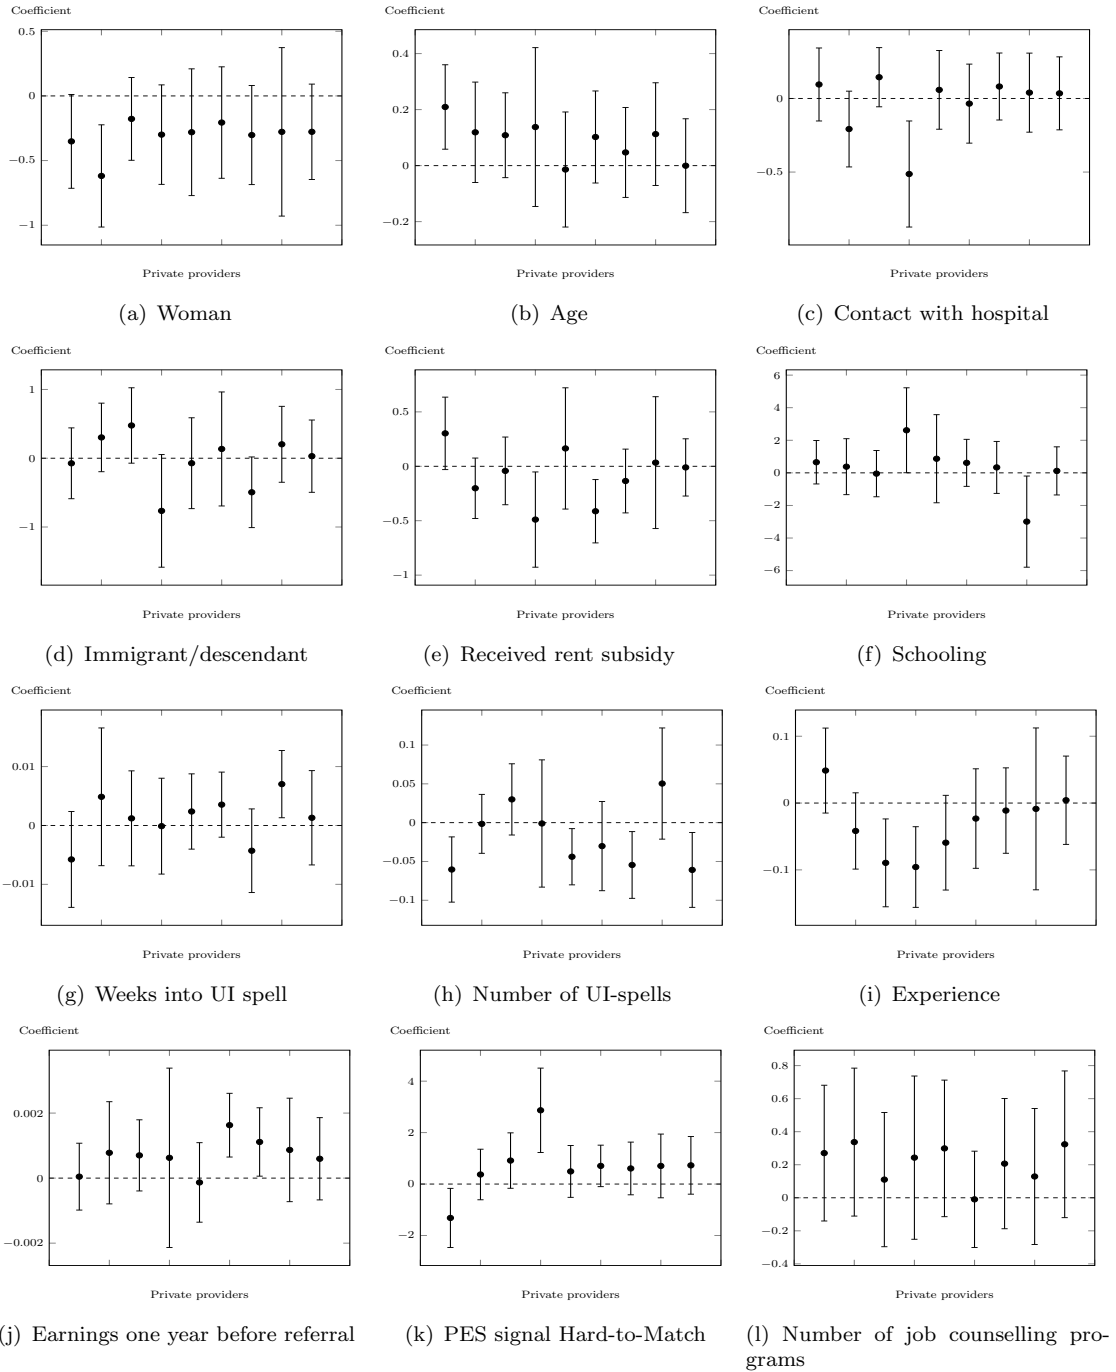 Coefficient
0.5
0
−0.5
−1
Private providers
(a) Woman
Coefficient
0.4
0.2
0
−0.2
Private providers
(b) Age
Coefficient
0
−0.5
Private providers
(c) Contact with hospital
Coefficient
1
0
−1
Private providers
(d) Immigrant/descendant
Coefficient
0.5
0
−0.5
−1
Private providers
(e) Received rent subsidy
Coefficient
6
4
2
0
−2
−4
−6
Private providers
(f) Schooling
Coefficient
0.01
0
−0.01
Private providers
(g) Weeks into UI spell
Coefficient
0.1
0.05
0
−0.05
−0.1
Private providers
(h) Number of UI-spells
Coefficient
0.1
0
−0.1
Private providers
(i) Experience
Coefficient
0.002
0
−0.002
Private providers
(j) Earnings one year before referral
Coefficient
4
2
0
−2
Private providers
(k) PES signal Hard-to-Match
Coefficient
0.8
0.6
0.4
0.2
0
−0.2
−0.4
Private providers
(l) Number of job counselling pro-
grams